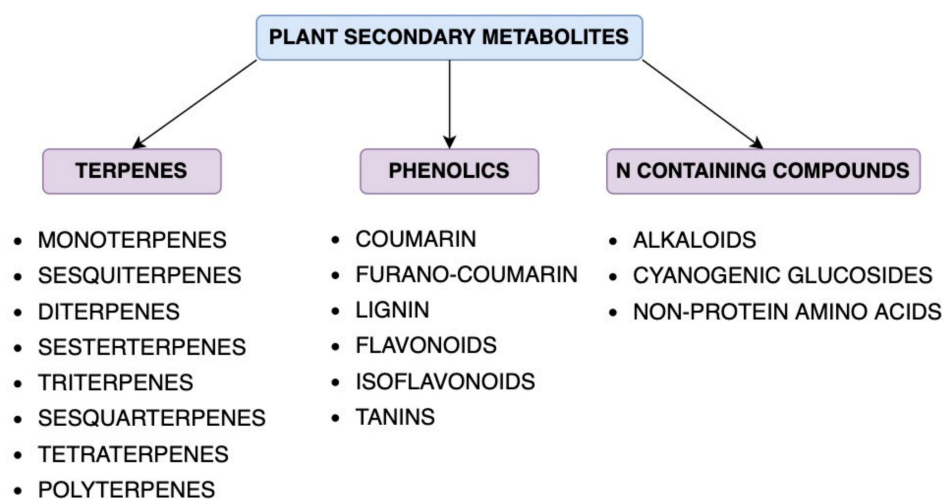 PLANT SECONDARY METABOLITES
TERPENES
• MONOTERPENES
• SESQUITERPENES
• DITERPENES
• SESTERTERPENES
• TRITERPENES
• SESQUARTERPENES
• TETRATERPENES
• POLYTERPENES
PHENOLICS
• COUMARIN
• FURANO-COUMARIN
• LIGNIN
• FLAVONOIDS
• ISOFLAVONOIDS
• TANINS
N CONTAINING COMPOUNDS
• ALKALOIDS
• CYANOGENIC GLUCOSIDES
• NON-PROTEIN AMINO ACIDS